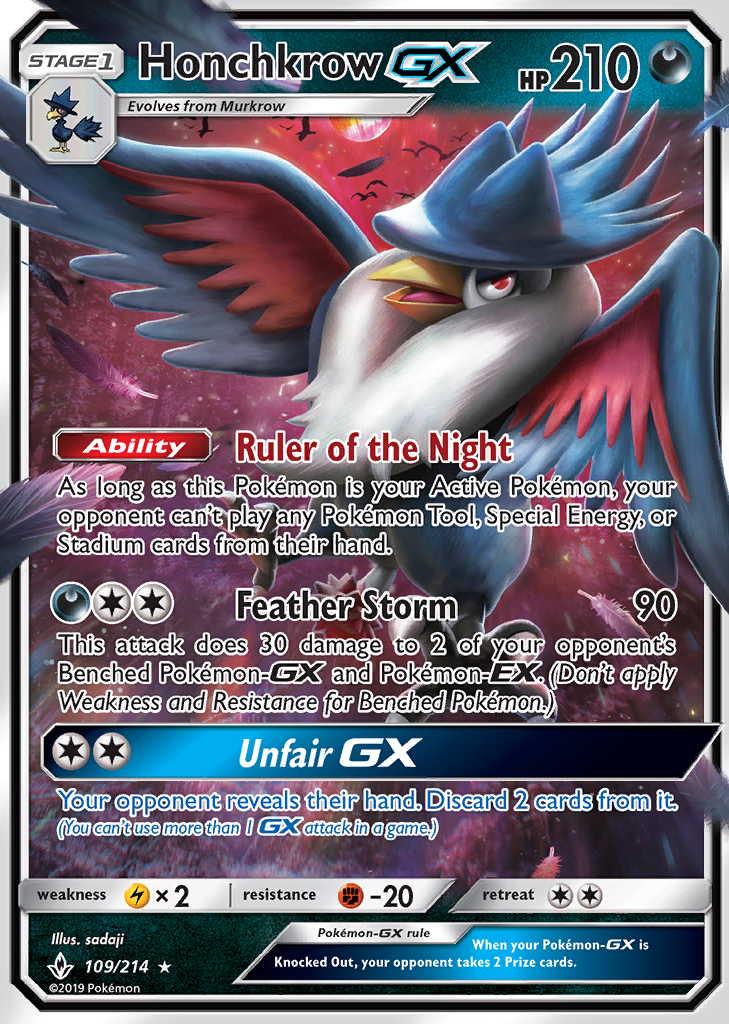 STAGE1 Honchkrow GX HP 210
Evolves from Murkrow
Ability Ruler of the Night
As long as this Pokémon is your Active Pokémon, your
opponent can't play any Pokémon Tool, Special Energy, or
Stadium cards from their hand.
Feather Storm 90
This attack does 30 damage to 2 of your opponent's
Benched Pokémon-GX and Pokémon-EX. (Don't apply
Weakness and Resistance for Benched Pokémon.)
Unfair GX
Your opponent reveals their hand. Discard 2 cards from it.
(You can't use more than 1 GX attack in a game.)
weakness × 2 resistance -20 retreat
Illus. sadaji
109/214
©2019 Pokémon
Pokémon-GX rule
When your Pokémon-GX is
Knocked Out, your opponent takes 2 Prize cards.